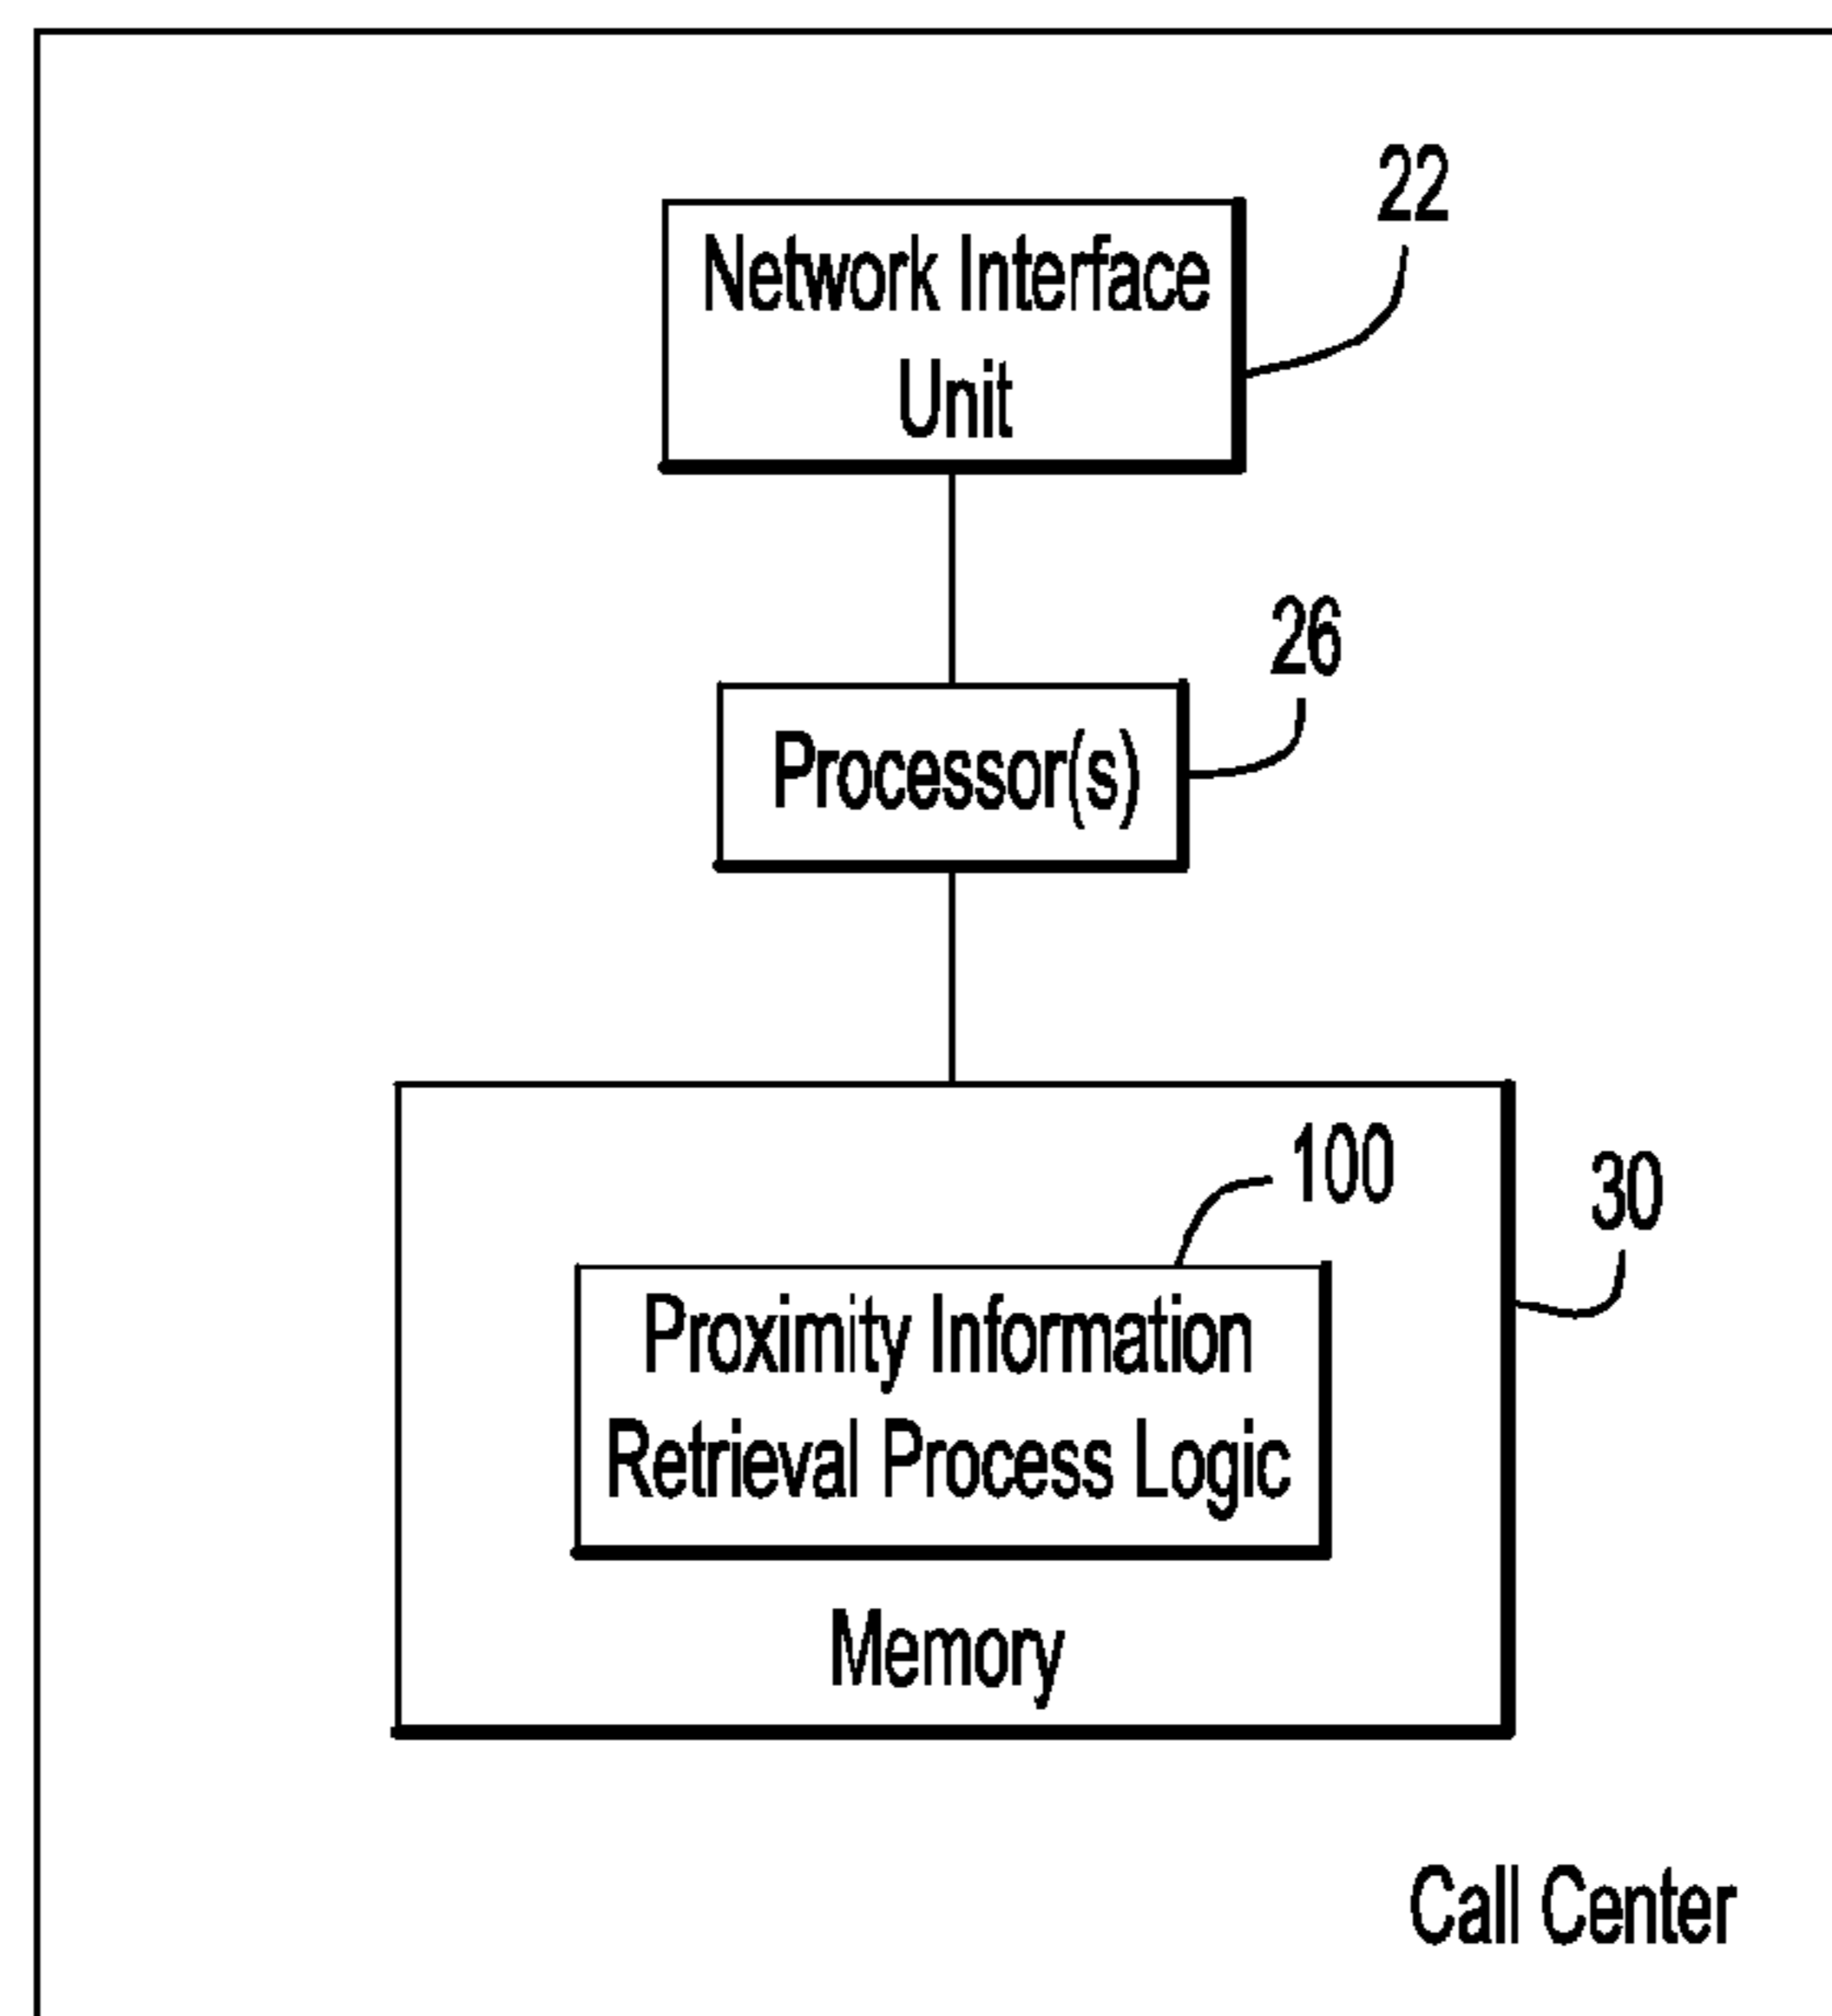 22
Network Interface
Unit
26
Processor(s)
100
30
Proximity Information
Retrieval Process Logic
Memory
Call Center